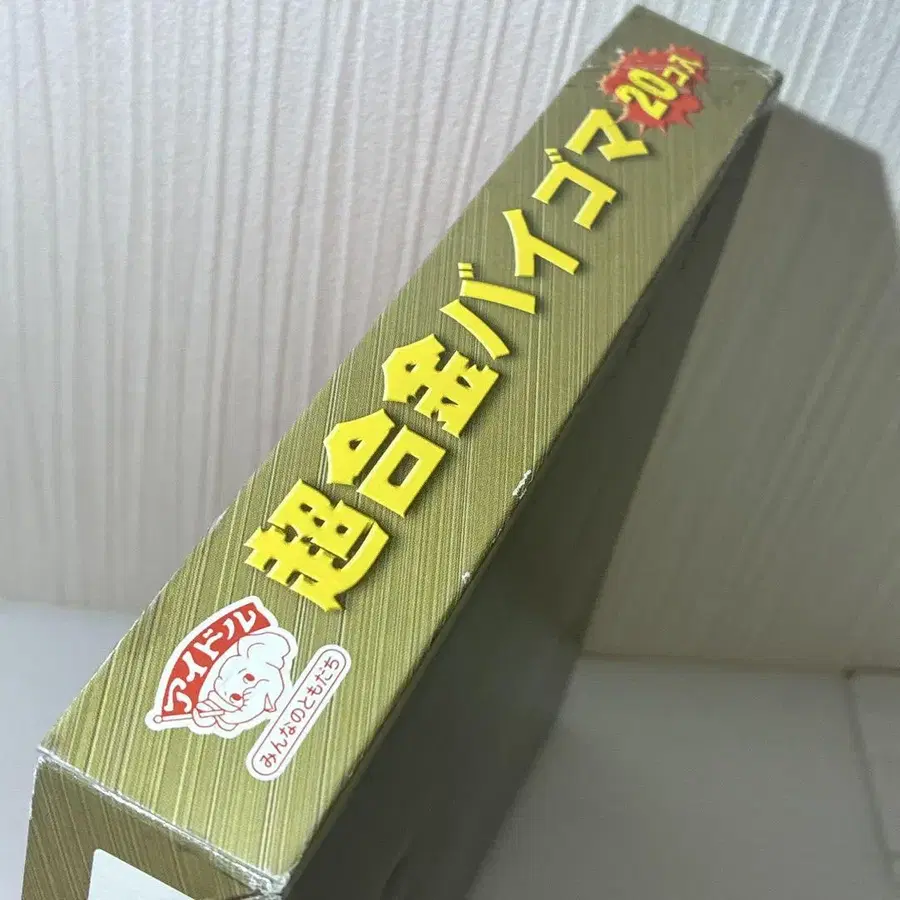 超合金バイゴマ
20コ入
アイドル
みんなのともだち